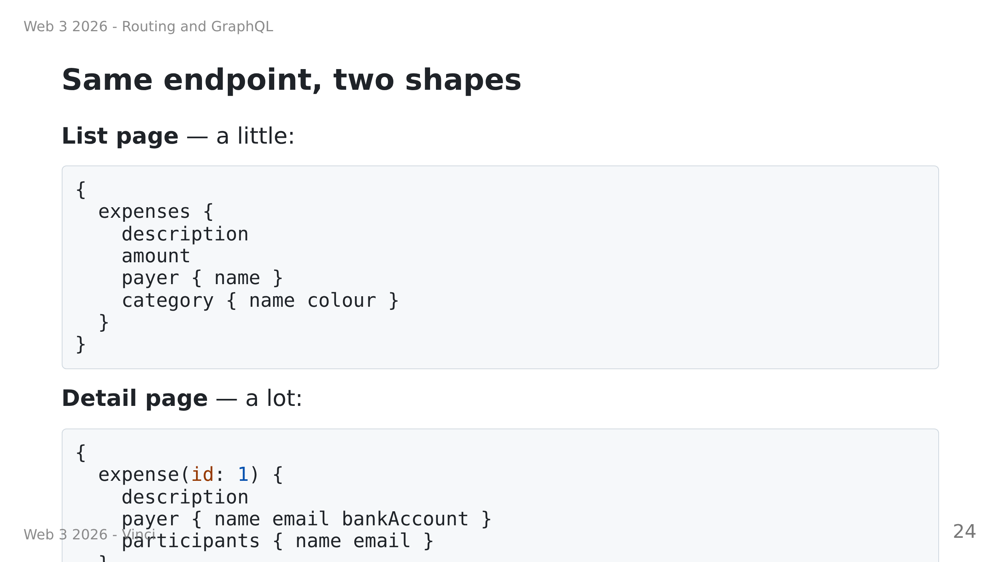 Web 3 2026 - Routing and GraphQL
Same endpoint, two shapes
List page — a little:
{
  expenses {
    description
    amount
    payer { name }
    category { name colour }
  }
}
Detail page — a lot:
{
  expense(id: 1) {
    description
    payer { name email bankAccount }
    participants { name email }
  }
Web 3 2026 - Vinci
24